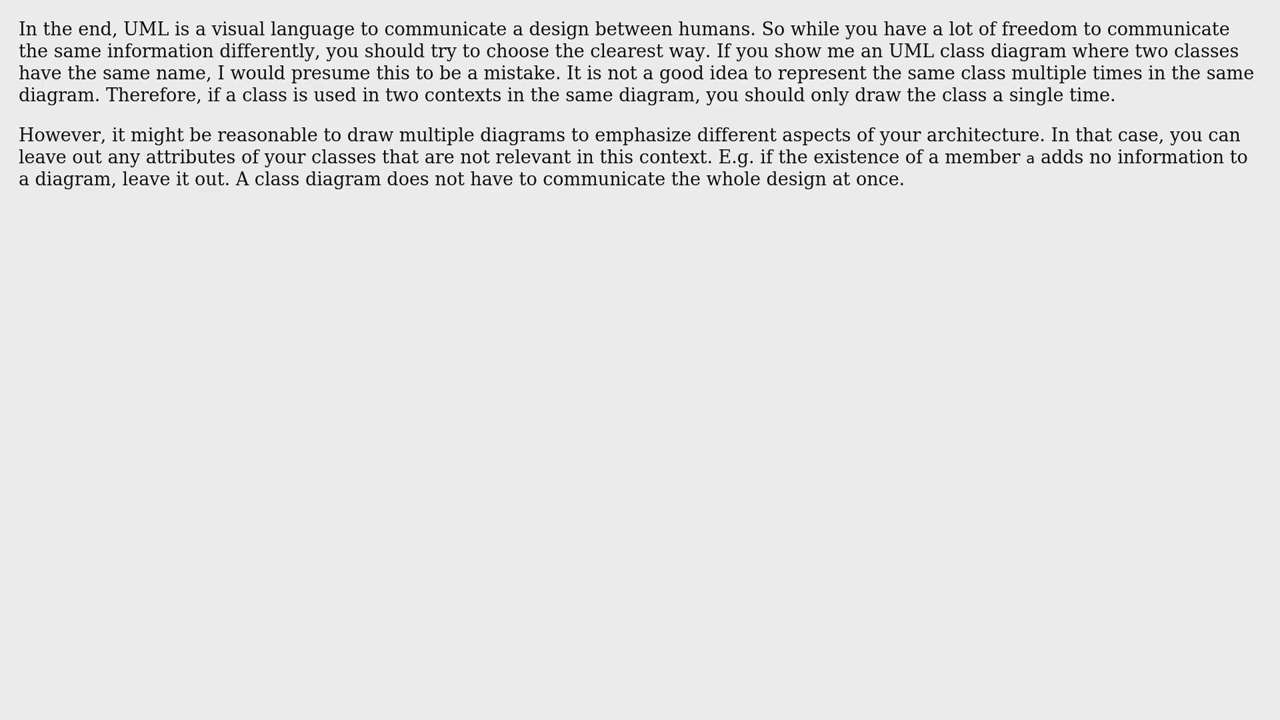 In the end, UML is a visual language to communicate a design between humans. So while you have a lot of freedom to communicate
the same information differently, you should try to choose the clearest way. If you show me an UML class diagram where two classes
have the same name, I would presume this to be a mistake. It is not a good idea to represent the same class multiple times in the same
diagram. Therefore, if a class is used in two contexts in the same diagram, you should only draw the class a single time.
However, it might be reasonable to draw multiple diagrams to emphasize different aspects of your architecture. In that case, you can
leave out any attributes of your classes that are not relevant in this context. E.g. if the existence of a member a adds no information to
a diagram, leave it out. A class diagram does not have to communicate the whole design at once.